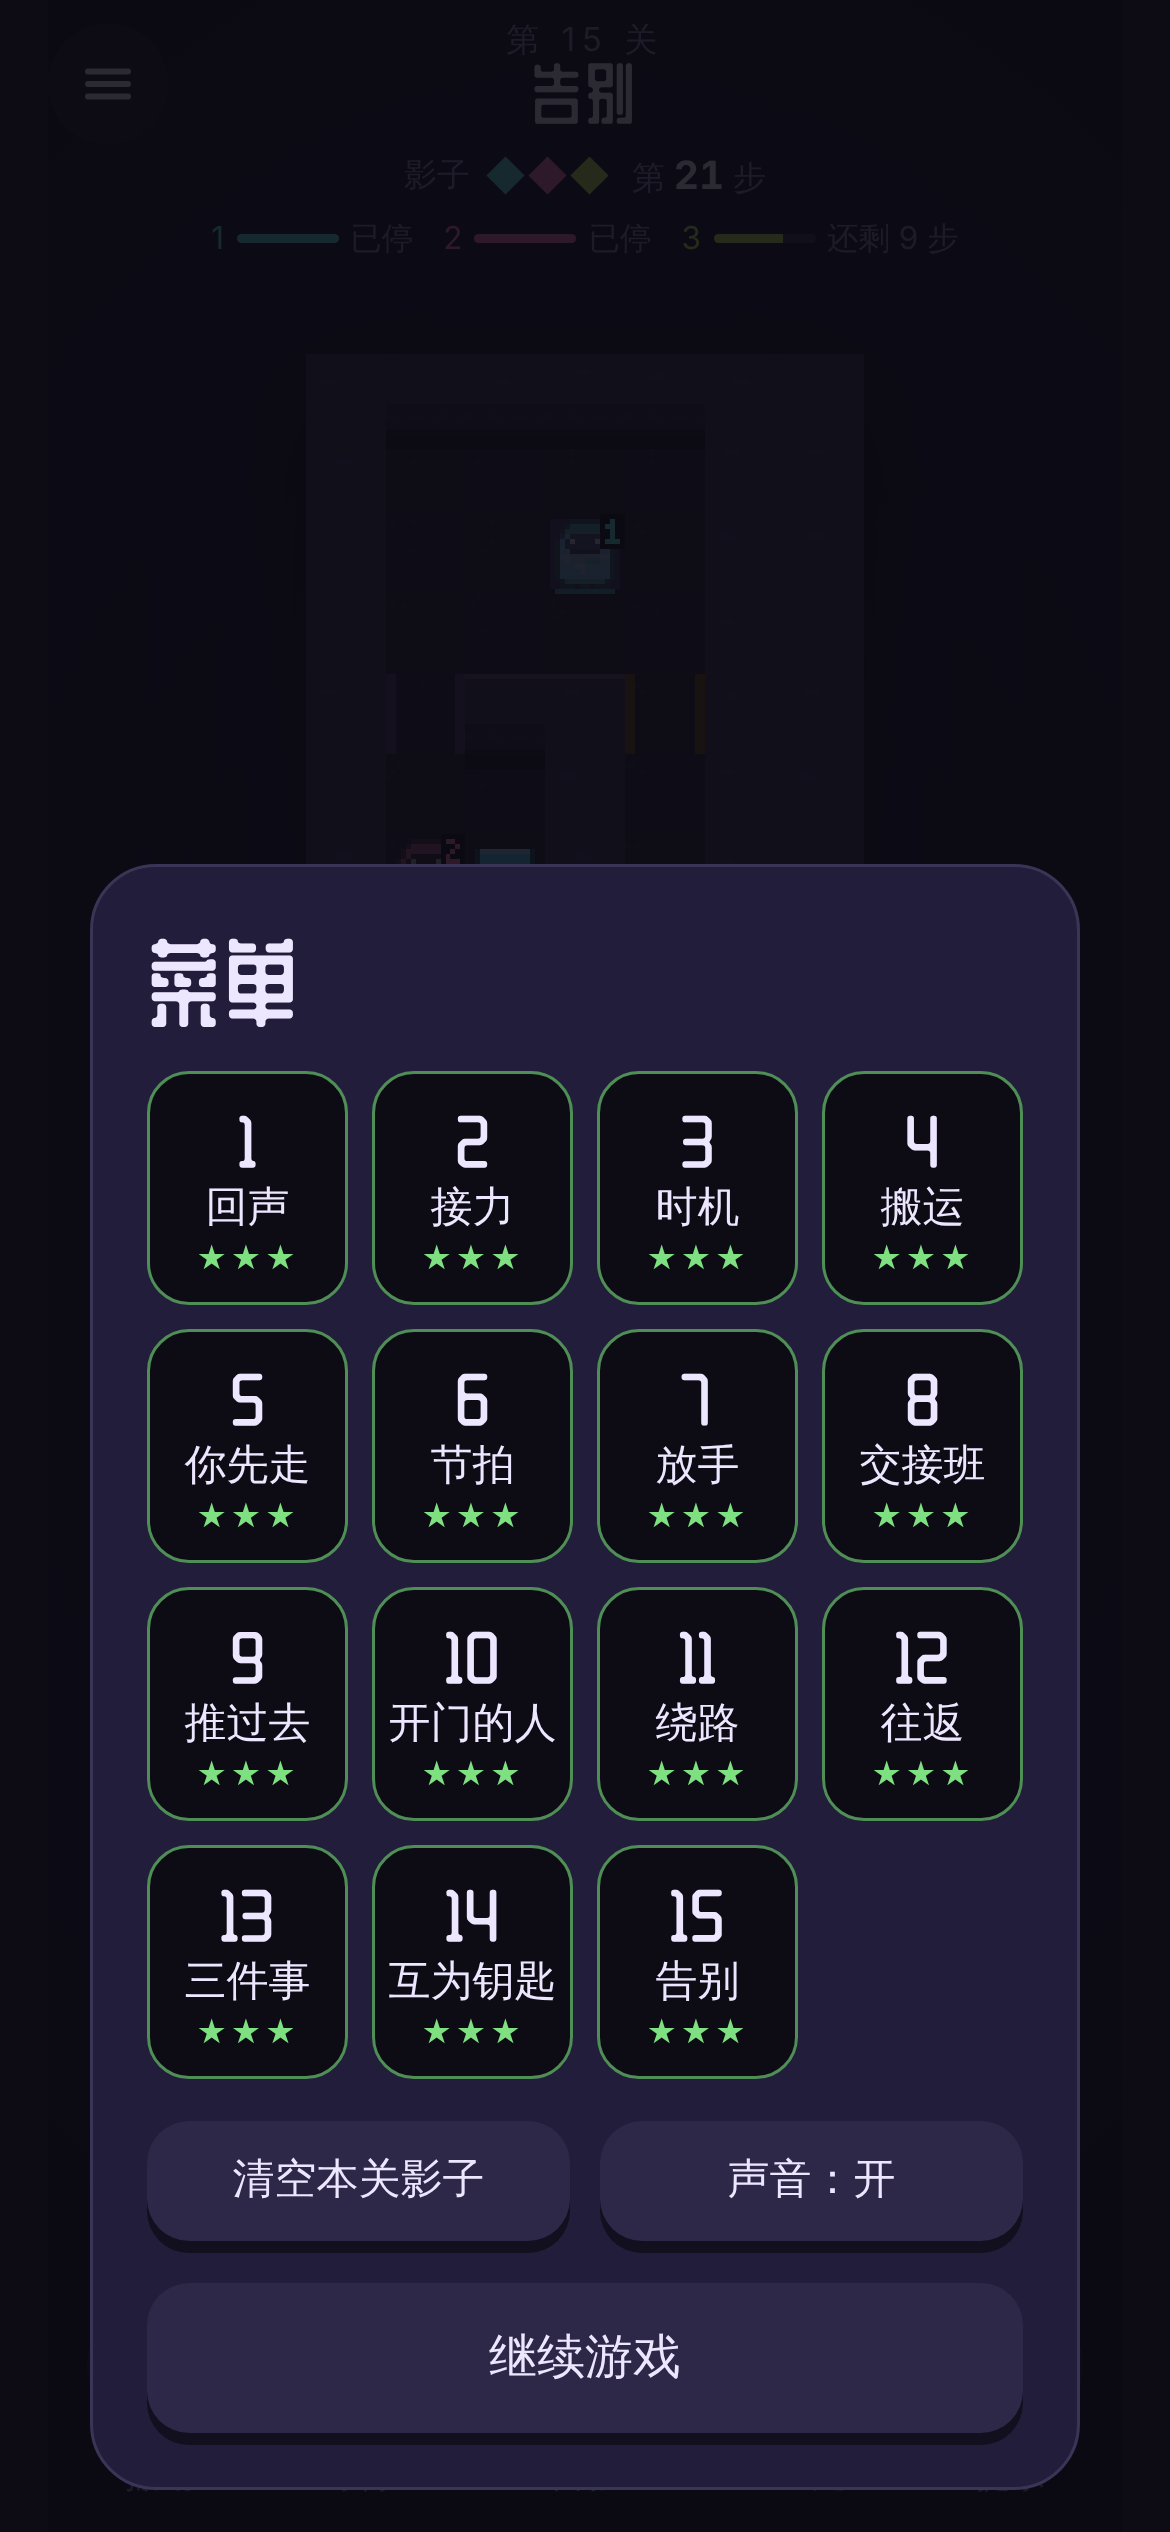 第 15 关
告别
影子 第 21 步
1 已停 2 已停 3 还剩 9 步
1
菜单
1 2 3 4
回声 接力 时机 搬运
★★★ ★★★ ★★★ ★★★
5 6 7 8
你先走 节拍 放手 交接班
★★★ ★★★ ★★★ ★★★
9 10 11 12
推过去 开门的人 绕路 往返
★★★ ★★★ ★★★ ★★★
13 14 15
三件事 互为钥匙 告别
★★★ ★★★ ★★★
清空本关影子 声音：开
继续游戏